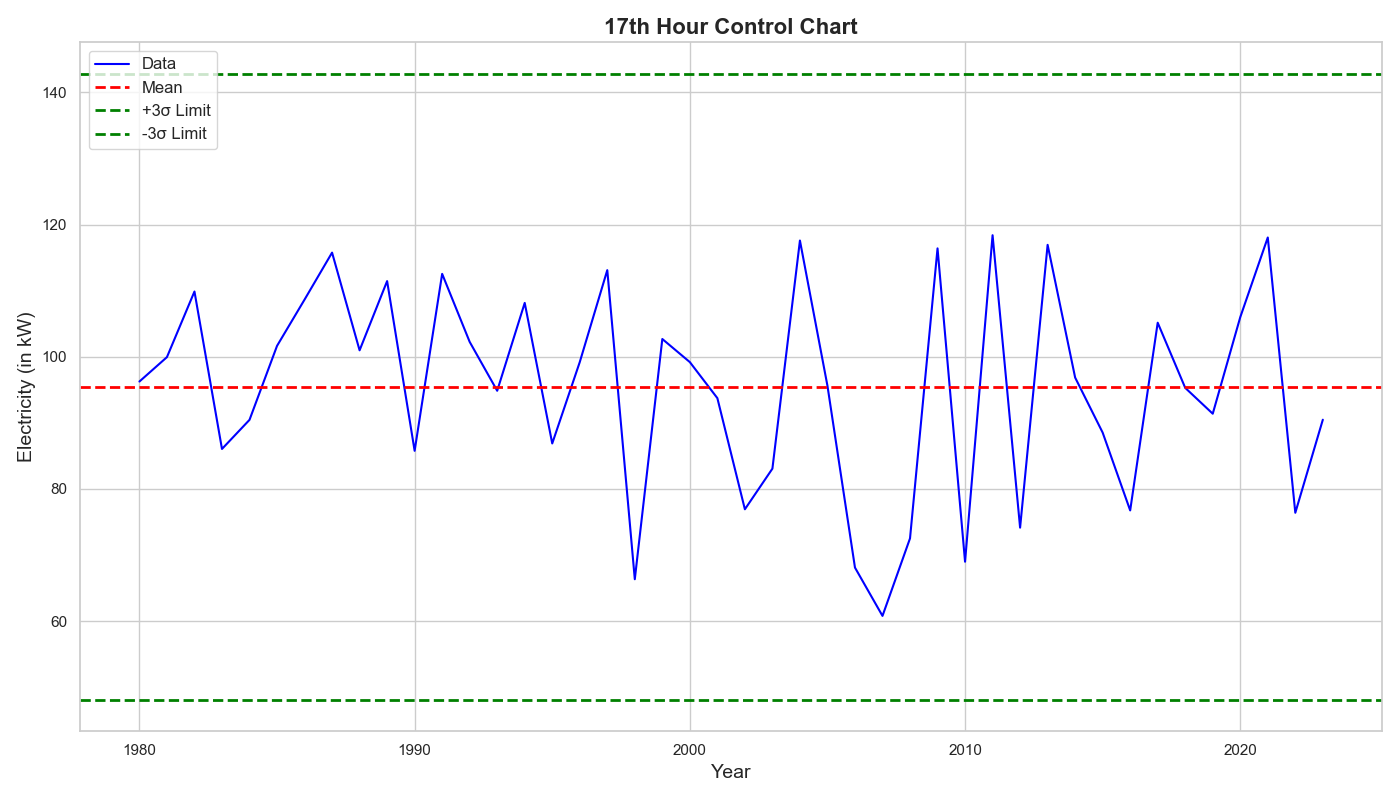 17th Hour Control Chart
Data
Mean
+3σ Limit
-3σ Limit
140
120
100
80
60
Electricity (in kW)
1980
1990
2000
2010
2020
Year